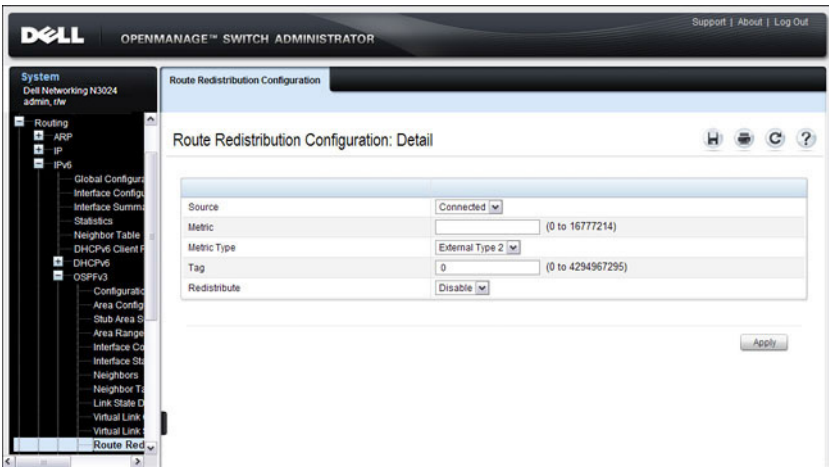 Support | About | Log Out
DELL
OPENMANAGE™ SWITCH ADMINISTRATOR
System
Dell Networking N3024
admin, r/w
Route Redistribution Configuration
Routing
ARP
IP
IPv6
Global Configura
Interface Configu
Interface Summa
Statistics
Neighbor Table
DHCPv6 Client P
DHCPv6
OSPFv3
Configuratio
Area Config
Stub Area S
Area Range
Interface Co
Interface Sta
Neighbors
Neighbor Ta
Link State D
Virtual Link
Virtual Link
Route Red
Route Redistribution Configuration: Detail
Source Connected
Metric (0 to 16777214)
Metric Type External Type 2
Tag 0 (0 to 4294967295)
Redistribute Disable
Apply